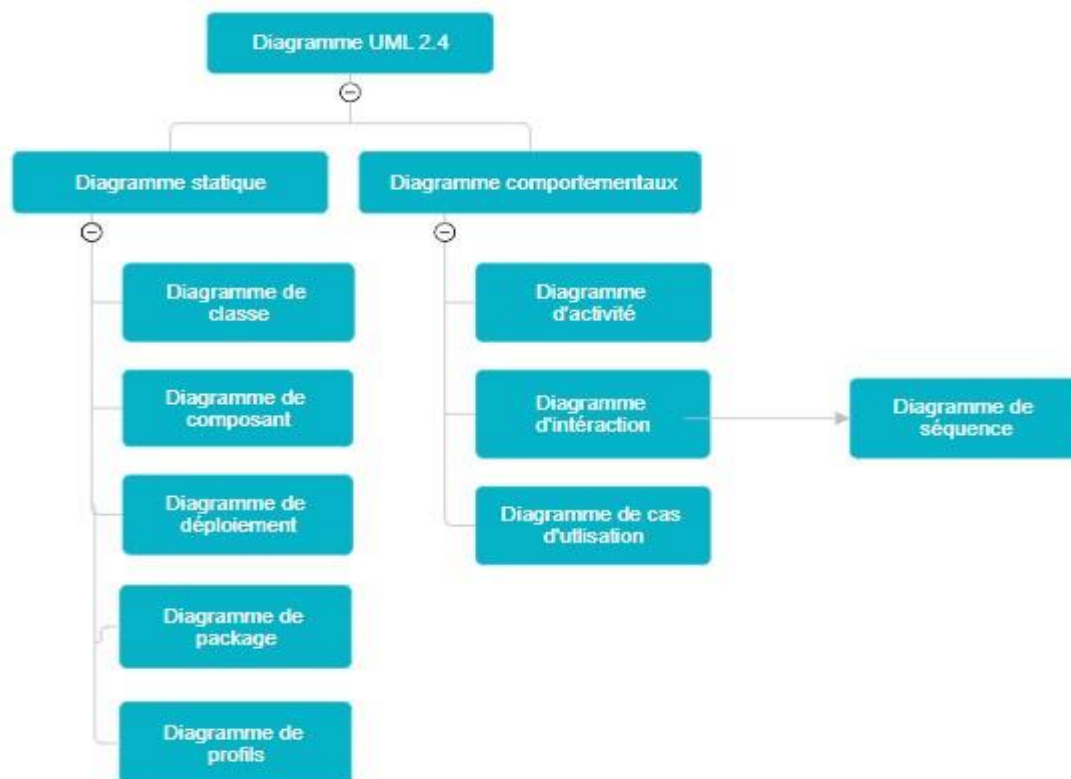 Diagramme UML 2.4
Diagramme statique
Diagramme comportementaux
Diagramme de
classe
Diagramme
d'activité
Diagramme de
composant
Diagramme
d'intéraction
Diagramme de
séquence
Diagramme de
déploiement
Diagramme de cas
d'utlisation
Diagramme de
package
Diagramme de
profils